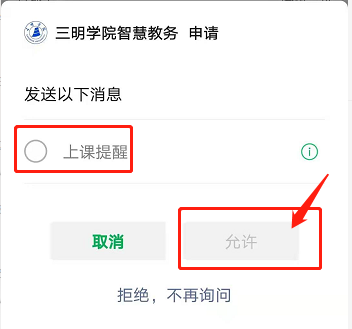 三明学院智慧教务 申请
发送以下消息
上课提醒
取消 允许
拒绝，不再询问